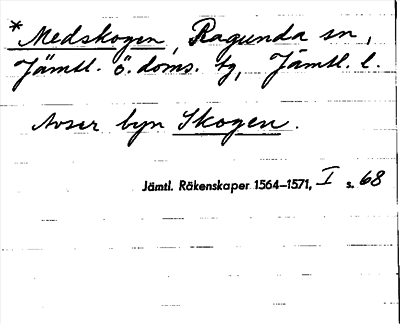 *Medskogen, Ragunda sn,
Jämtl. ö. doms. tg, Jämtl. l.
Avser byn Skogen.
Jämtl. Räkenskaper 1564–1571, I s. 68